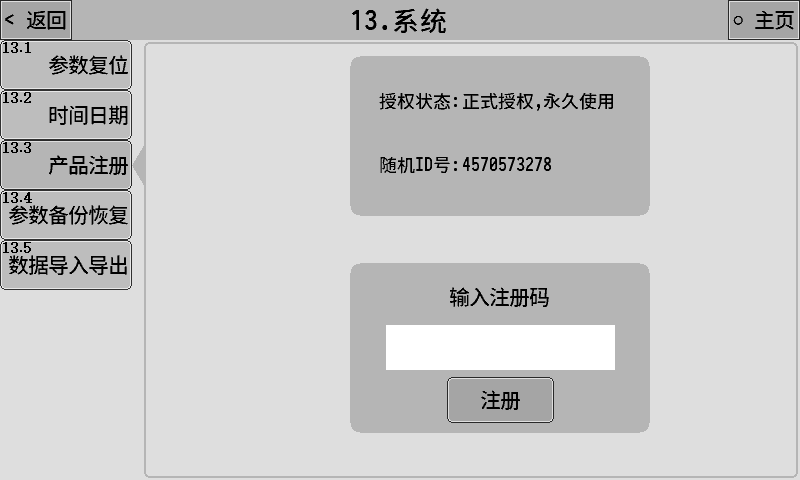 < 返回
13.系统
○ 主页
13.1
参数复位
13.2
时间日期
13.3
产品注册
13.4
参数备份恢复
13.5
数据导入导出
授权状态:正式授权,永久使用
随机ID号:4570573278
输入注册码
注册